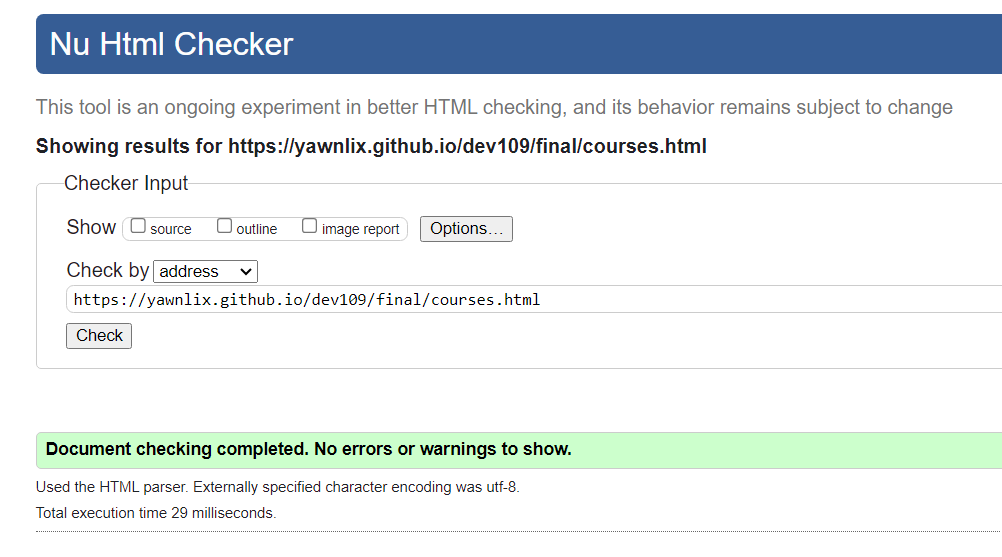 Nu Html Checker
This tool is an ongoing experiment in better HTML checking, and its behavior remains subject to change
Showing results for https://yawnlix.github.io/dev109/final/courses.html
Checker Input
Show source outline image report Options...
Check by address
https://yawnlix.github.io/dev109/final/courses.html
Check
Document checking completed. No errors or warnings to show.
Used the HTML parser. Externally specified character encoding was utf-8.
Total execution time 29 milliseconds.